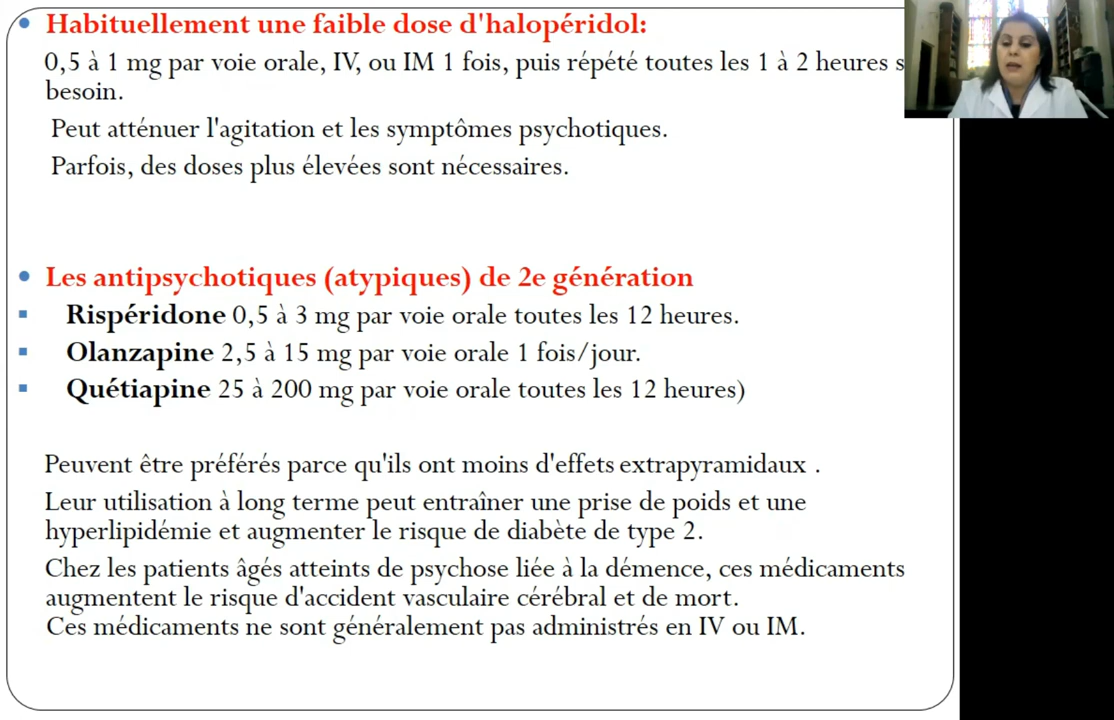 Habituellement une faible dose d'halopéridol:
0,5 à 1 mg par voie orale, IV, ou IM 1 fois, puis répété toutes les 1 à 2 heures
besoin.
Peut atténuer l'agitation et les symptômes psychotiques.
Parfois, des doses plus élevées sont nécessaires.
Les antipsychotiques (atypiques) de 2e génération
Rispéridone 0,5 à 3 mg par voie orale toutes les 12 heures.
Olanzapine 2,5 à 15 mg par voie orale 1 fois/jour.
Quétiapine 25 à 200 mg par voie orale toutes les 12 heures)
Peuvent être préférés parce qu'ils ont moins d'effets extrapyramidaux .
Leur utilisation à long terme peut entraîner une prise de poids et une
hyperlipidémie et augmenter le risque de diabète de type 2.
Chez les patients âgés atteints de psychose liée à la démence, ces médicaments
augmentent le risque d'accident vasculaire cérébral et de mort.
Ces médicaments ne sont généralement pas administrés en IV ou IM.